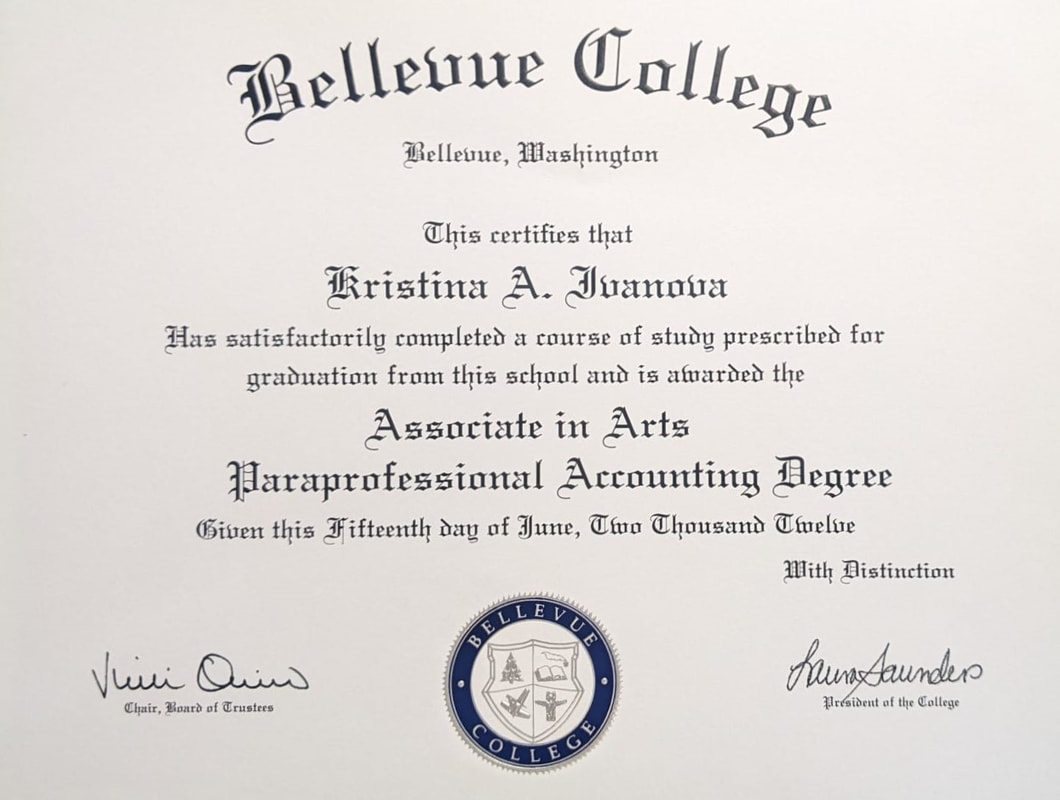 Bellevue College
Bellevue, Washington
This certifies that
Kristina A. Ivanova
Has satisfactorily completed a course of study prescribed for
graduation from this school and is awarded the
Associate in Arts
Paraprofessional Accounting Degree
Given this Fifteenth day of June, Two Thousand Twelve
With Distinction
Laura Saunders
Chair, Board of Trustees
President of the College
BELLEVUE
COLLEGE